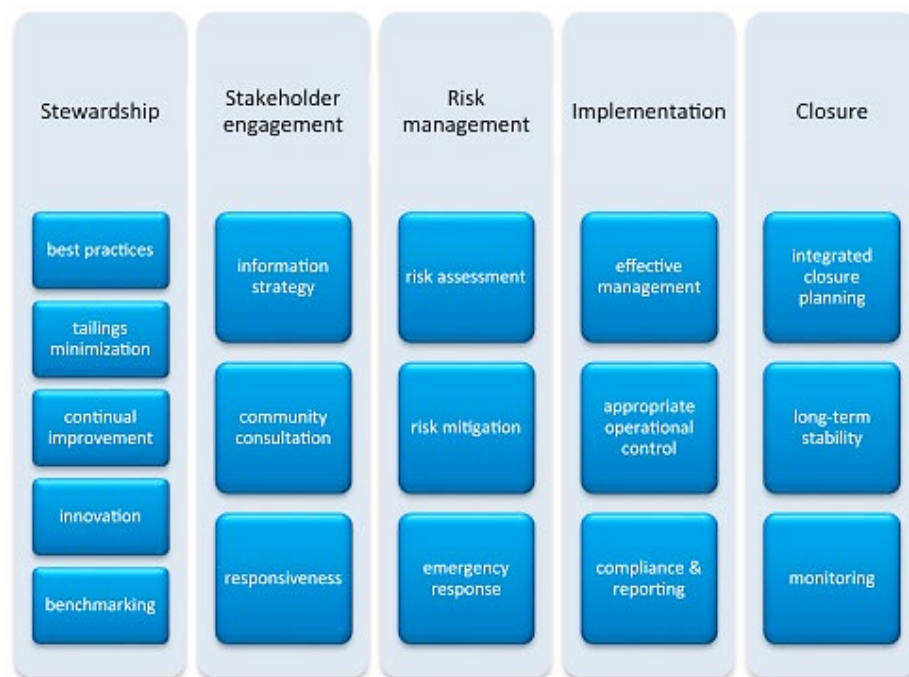 Stewardship
best practices
tailings
minimization
continual
improvement
innovation
benchmarking
Stakeholder
engagement
information
strategy
community
consultation
responsiveness
Risk
management
risk assessment
risk mitigation
emergency
response
Implementation
effective
management
appropriate
operational
control
compliance &
reporting
Closure
integrated
closure
planning
long-term
stability
monitoring